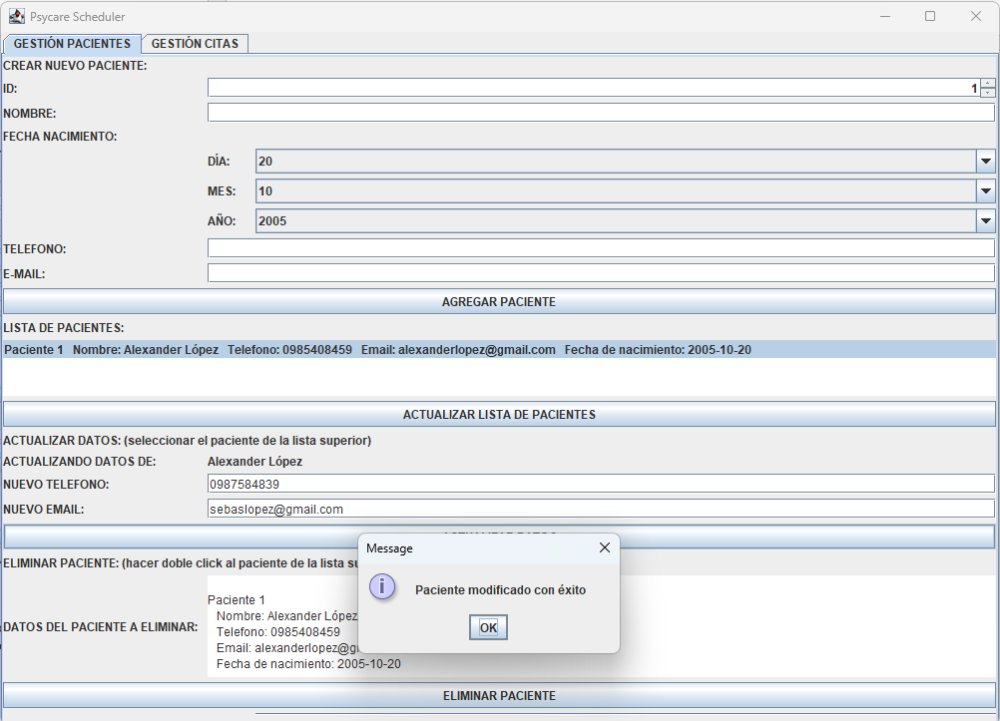 Psycare Scheduler
GESTIÓN PACIENTES GESTIÓN CITAS
CREAR NUEVO PACIENTE:
ID: 1
NOMBRE:
FECHA NACIMIENTO:
DÍA: 20
MES: 10
AÑO: 2005
TELEFONO:
E-MAIL:
AGREGAR PACIENTE
LISTA DE PACIENTES:
Paciente 1 Nombre: Alexander López Telefono: 0985408459 Email: alexanderlopez@gmail.com Fecha de nacimiento: 2005-10-20
ACTUALIZAR LISTA DE PACIENTES
ACTUALIZAR DATOS: (seleccionar el paciente de la lista superior)
ACTUALIZANDO DATOS DE: Alexander López
NUEVO TELEFONO: 0987584839
NUEVO EMAIL: sebaslopez@gmail.com
Message
ELIMINAR PACIENTE: (hacer doble click al paciente de la lista
Paciente modificado con éxito
OK
DATOS DEL PACIENTE A ELIMINAR:
Paciente 1
Nombre: Alexander López
Telefono: 0985408459
Email: alexanderlopez@g
Fecha de nacimiento: 2005-10-20
ELIMINAR PACIENTE